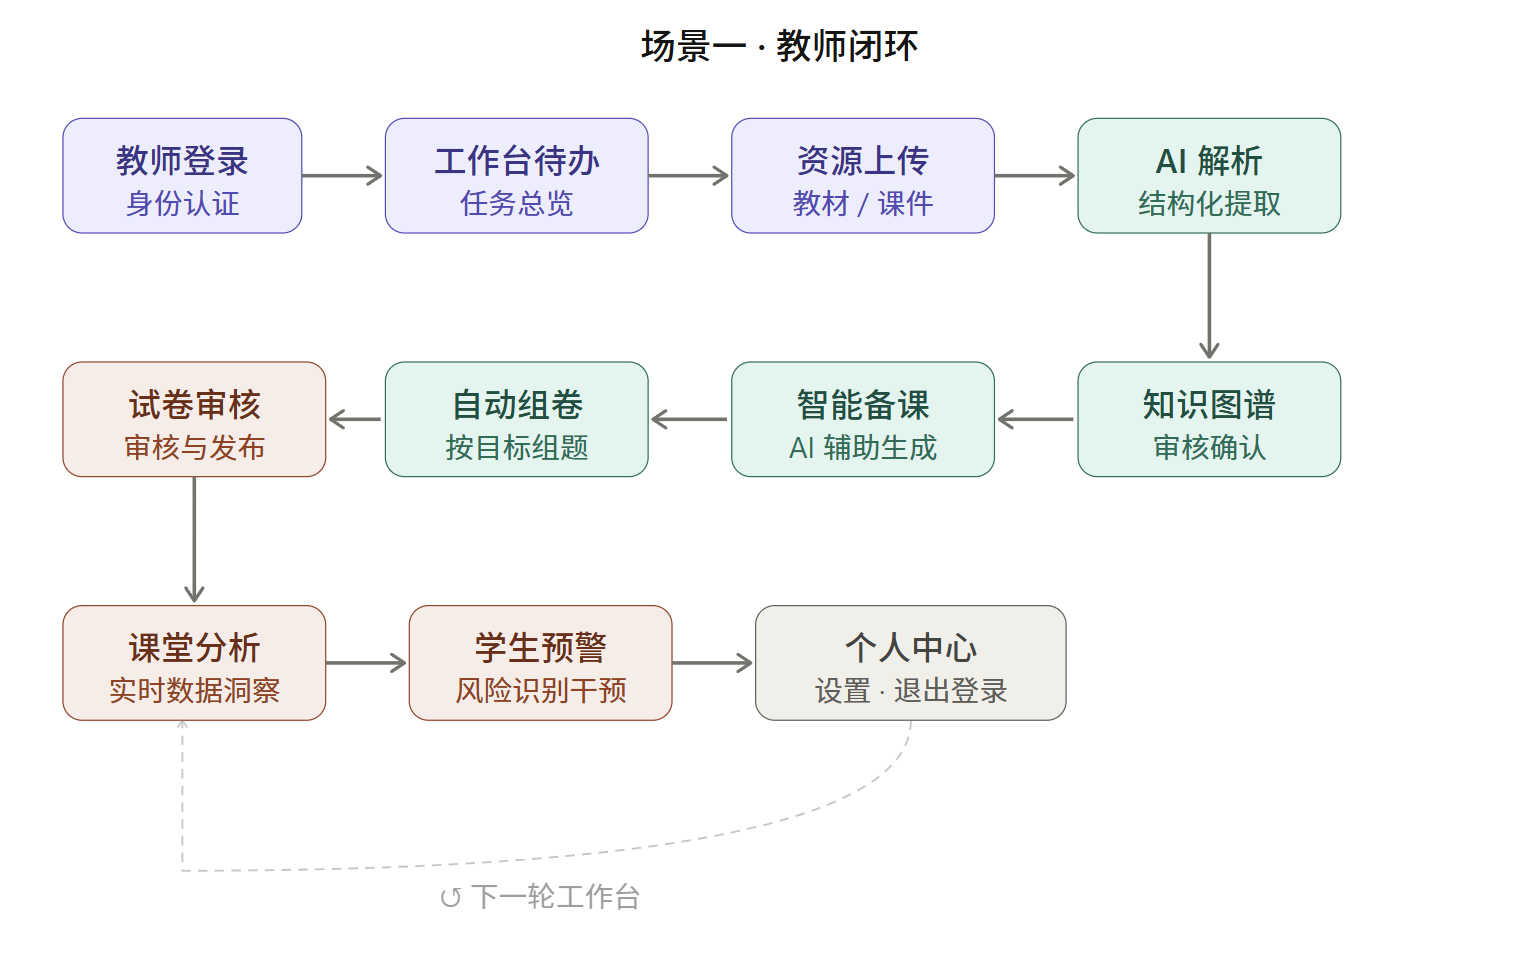 场景一 · 教师闭环
教师登录
身份认证
工作台待办
任务总览
资源上传
教材 / 课件
AI 解析
结构化提取
试卷审核
审核与发布
自动组卷
按目标组题
智能备课
AI 辅助生成
知识图谱
审核确认
课堂分析
实时数据洞察
学生预警
风险识别干预
个人中心
设置 · 退出登录
↺ 下一轮工作台